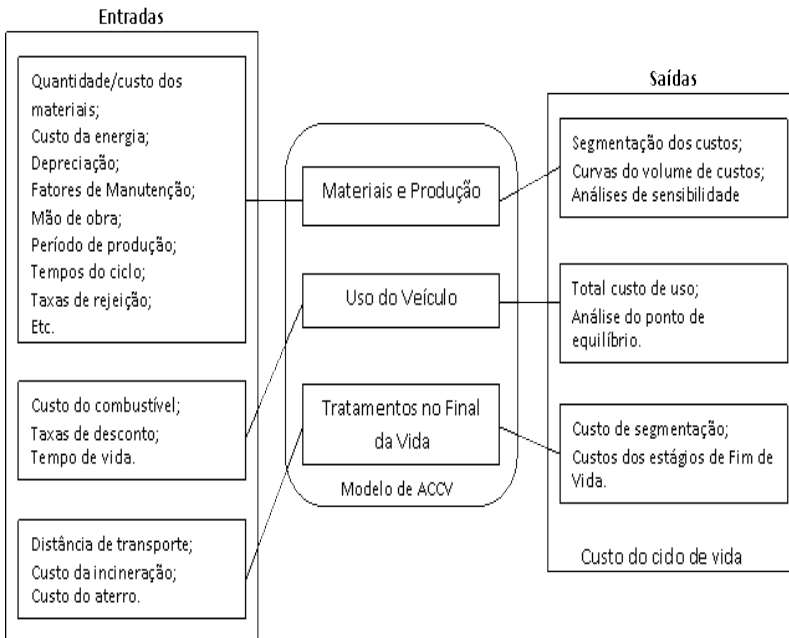 Entradas
Quantidade/custo dos
materiais;
Custo da energia;
Depreciação;
Fatores de Manutenção;
Mão de obra;
Período de produção;
Tempos do ciclo;
Taxas de rejeição;
Etc.
Custo do combustível;
Taxas de desconto;
Tempo de vida.
Distância de transporte;
Custo da incineração;
Custo do aterro.
Materiais e Produção
Uso do Veículo
Tratamentos no Final
da Vida
Modelo de ACCV
Saídas
Segmentação dos custos;
Curvas do volume de custos;
Análises de sensibilidade
Total custo de uso;
Análise do ponto de
equilíbrio.
Custo de segmentação;
Custos dos estágios de Fim de
Vida.
Custo do ciclo de vida